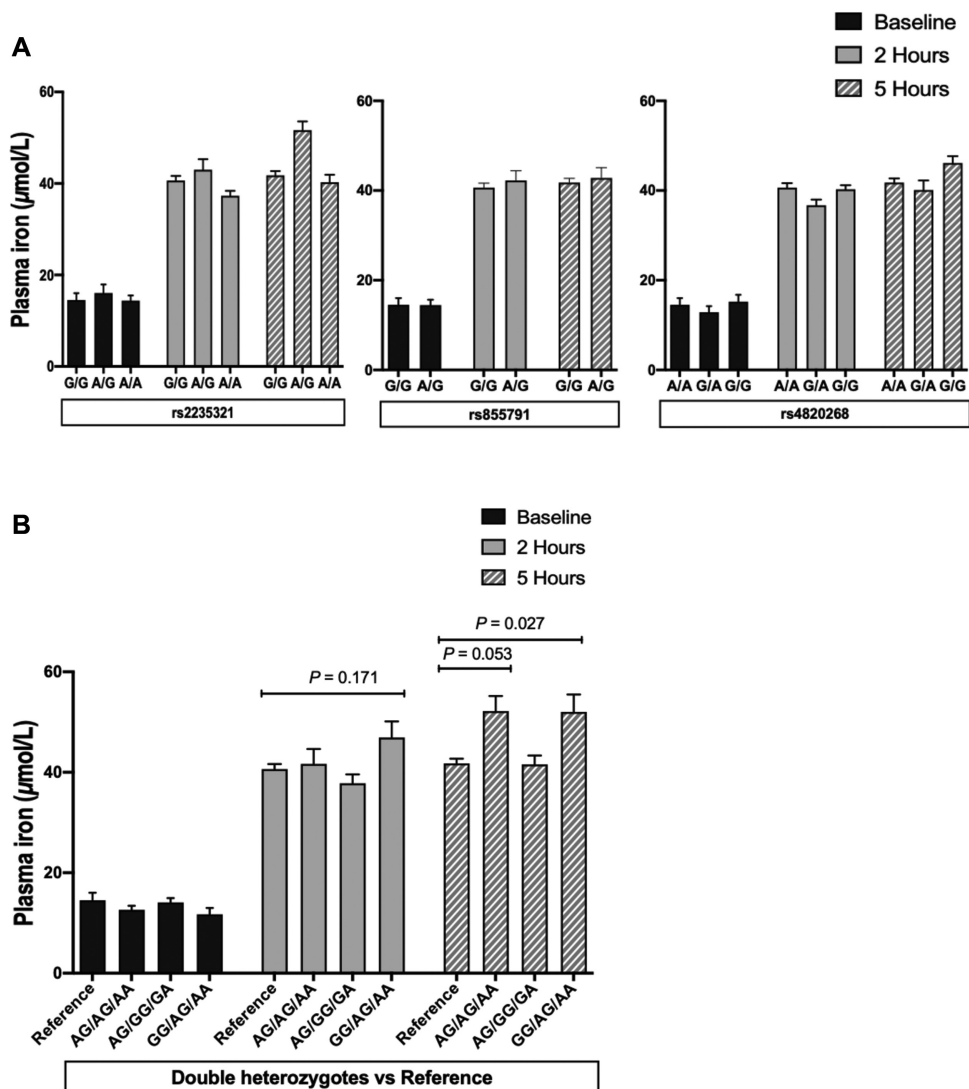 A
Baseline
2 Hours
5 Hours
Plasma iron (µmol/L)
60
40
20
0
G/G A/G A/A G/G A/G A/A G/G A/G A/A
rs2235321
60
40
20
0
G/G A/G G/G A/G G/G A/G
rs855791
60
40
20
0
A/A G/A G/G A/A G/A G/G A/A G/A G/G
rs4820268
B
Baseline
2 Hours
5 Hours
P = 0.027
P = 0.053
P = 0.171
Plasma iron (µmol/L)
60
40
20
0
Reference AG/AG/AA AG/GG/GA GG/AG/AA Reference AG/AG/AA AG/GG/GA GG/AG/AA Reference AG/AG/AA AG/GG/GA GG/AG/AA
Double heterozygotes vs Reference